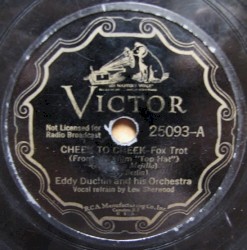 "HIS MASTER'S VOICE"
VICTOR
Not Licensed for
Radio Broadcast
25093-A
CHEEK TO CHEEK-Fox Trot
"Top Hat")
Eddy Duchin and his Orchestra
Vocal refrain by Lew Sherwood